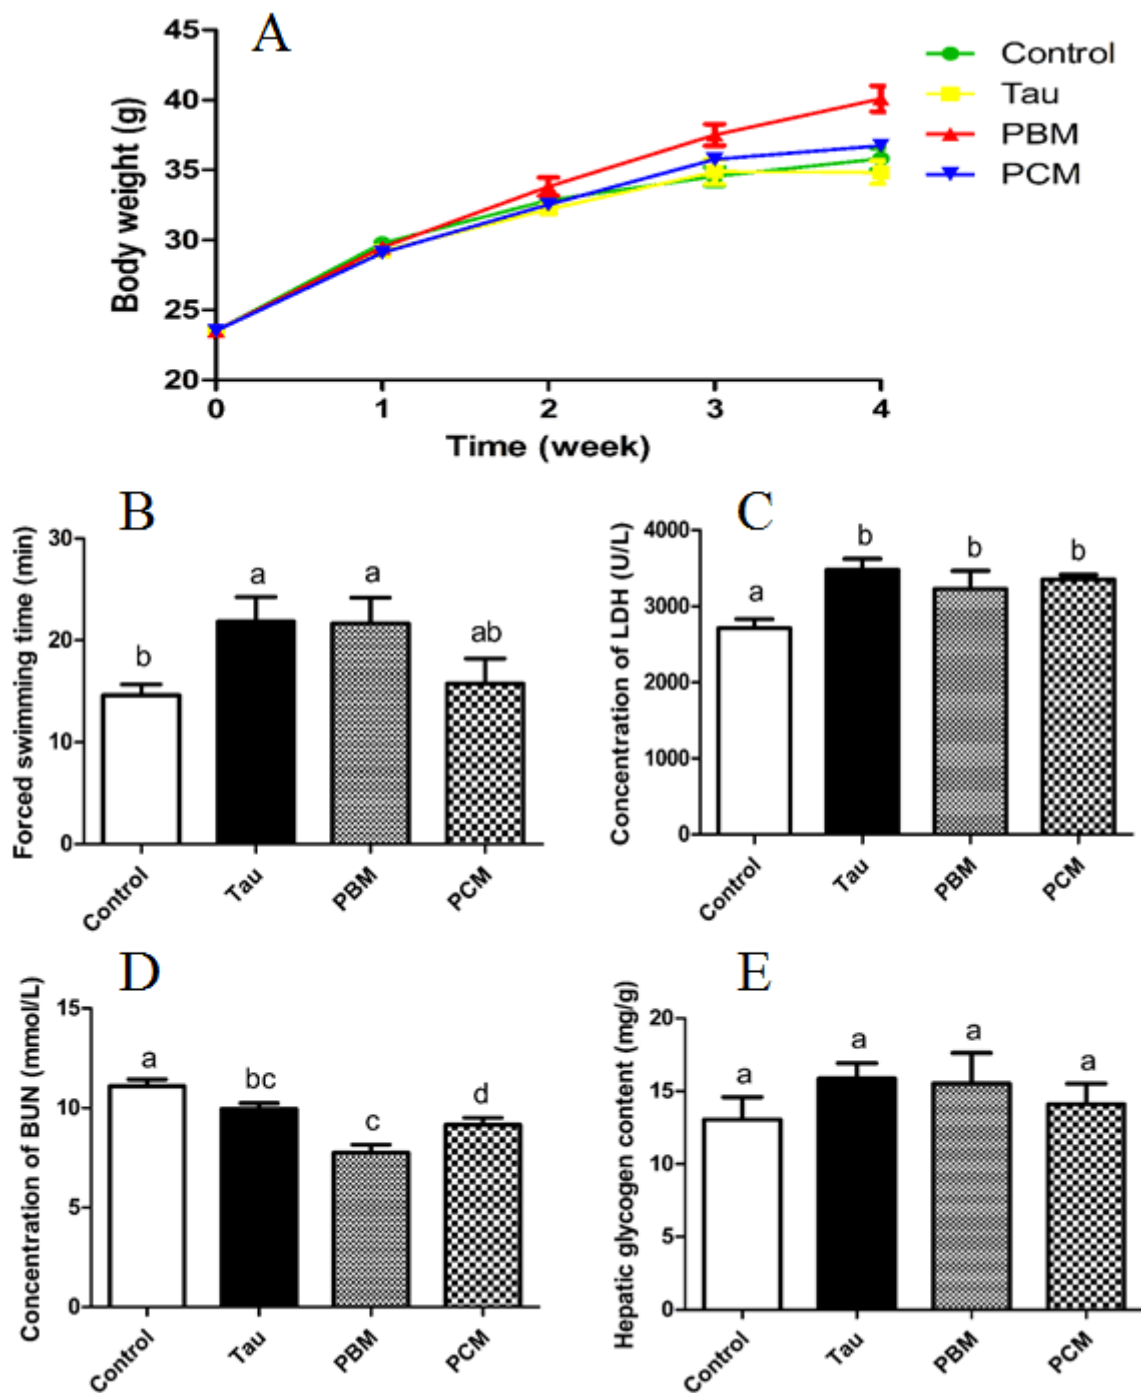 A
Body weight (g)
45
40
35
30
25
20
0 1 2 3 4
Time (week)
Control
Tau
PBM
PCM
B
Forced swimming time (min)
30
20
10
0
b
a
a
ab
Control
Tau
PBM
PCM
C
Concentration of LDH (U/L)
4000
3000
2000
1000
0
a
b
b
b
Control
Tau
PBM
PCM
D
Concentration of BUN (mmol/L)
15
10
5
0
a
bc
c
d
Control
Tau
PBM
PCM
E
Hepatic glycogen content (mg/g)
20
15
10
5
0
a
a
a
a
Control
Tau
PBM
PCM